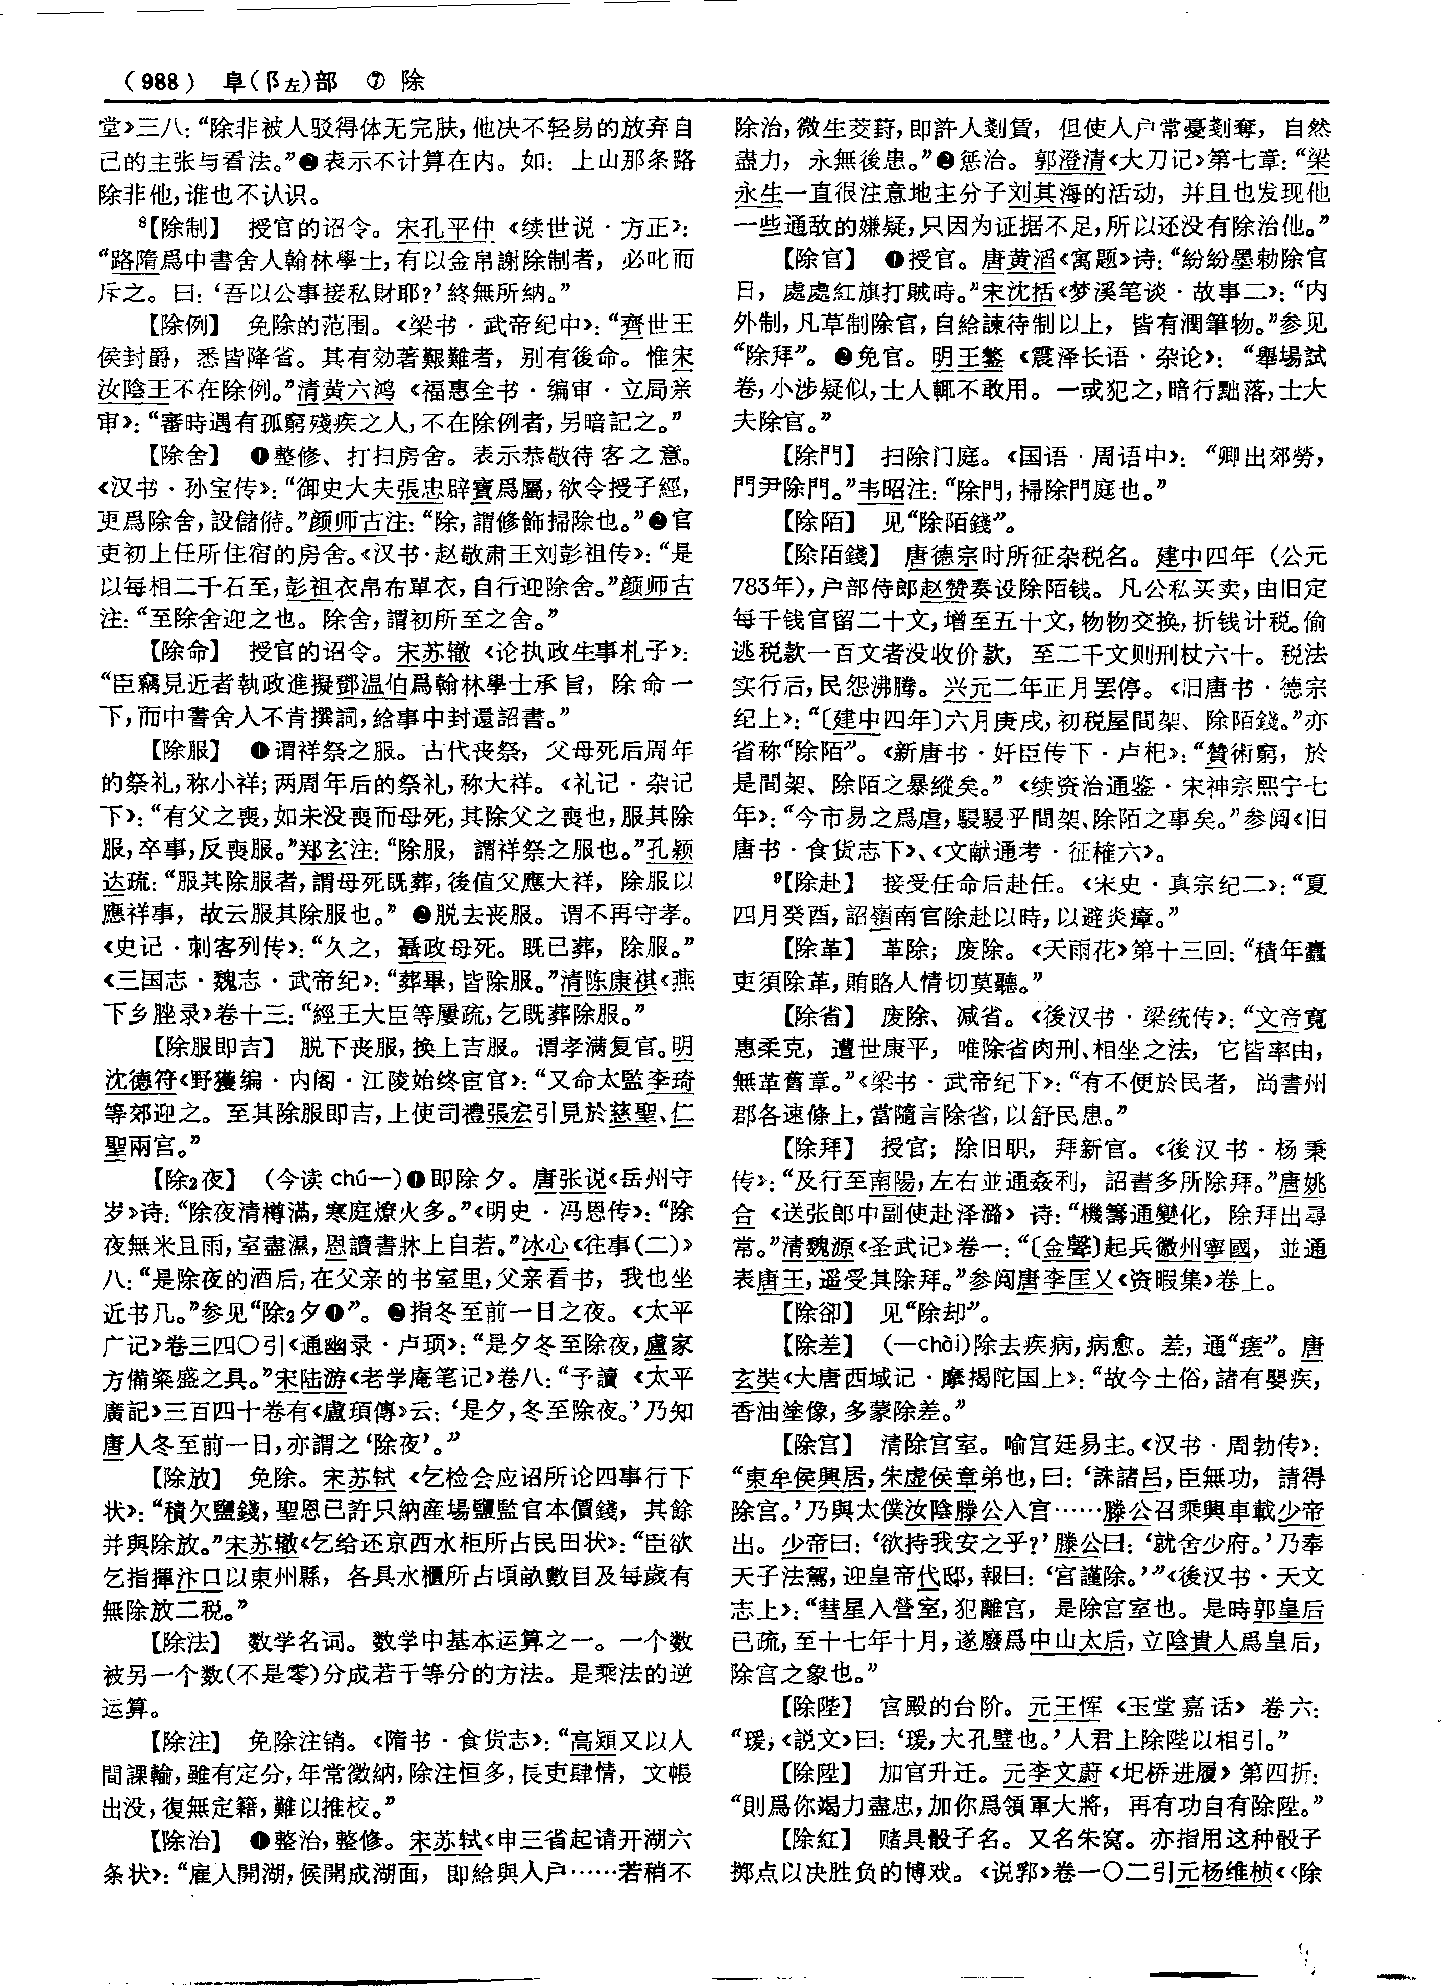 (988) 阜(阝左)部 ⑦ 除
堂》三八:“除非被人驳得体无完肤,他决不轻易的放弃自
己的主张与看法。”❷表示不计算在内。如:上山那条路
除非他,谁也不认识。
⁸【除制】 授官的诏令。宋孔平仲《续世说·方正》:
“路隋爲中書舍人翰林學士,有以金帛謝除制者,必叱而
斥之。曰:‘吾以公事接私財耶?’終無所納。”
【除例】 免除的范围。《梁书·武帝纪中》:“齊世王
侯封爵,悉皆降省。其有効著艱難者,别有後命。惟宋
汝陰王不在除例。”清黄六鸿《福惠全书·编审·立局亲
审》:“審時遇有孤窮殘疾之人,不在除例者,另暗記之。”
【除舍】 ❶整修、打扫房舍。表示恭敬待客之意。
《汉书·孙宝传》:“御史大夫張忠辟寶爲屬,欲令授子經,
更爲除舍,設儲偫。”颜师古注:“除,謂修飾掃除也。”❷官
吏初上任所住宿的房舍。《汉书·赵敬肃王刘彭祖传》:“是
以每相二千石至,彭祖衣帛布單衣,自行迎除舍。”颜师古
注:“至除舍迎之也。除舍,謂初所至之舍。”
【除命】 授官的诏令。宋苏辙《论执政生事札子》:
“臣竊見近者執政進擬鄧温伯爲翰林學士承旨,除命一
下,而中書舍人不肯撰詞,給事中封還詔書。”
【除服】 ❶谓祥祭之服。古代丧祭,父母死后周年
的祭礼,称小祥;两周年后的祭礼,称大祥。《礼记·杂记
下》:“有父之喪,如未没喪而母死,其除父之喪也,服其除
服,卒事,反喪服。”郑玄注:“除服,謂祥祭之服也。”孔颖
达疏:“服其除服者,謂母死既葬,後值父應大祥,除服以
應祥事,故云服其除服也。”❷脱去丧服。谓不再守孝。
《史记·刺客列传》:“久之,聶政母死。既已葬,除服。”
《三国志·魏志·武帝纪》:“葬畢,皆除服。”清陈康祺《燕
下乡脞录》卷十三:“經王大臣等屢疏,乞既葬除服。”
【除服即吉】 脱下丧服,换上吉服。谓孝满复官。明
沈德符《野獲编·内阁·江陵始终宦官》:“又命太監李琦
等郊迎之。至其除服即吉,上使司禮張宏引見於慈聖、仁
聖兩宫。”
【除₂夜】 (今读chú—)❶即除夕。唐张说《岳州守
岁》诗:“除夜清樽滿,寒庭燎火多。”《明史·冯恩传》:“除
夜無米且雨,室盡濕,恩讀書牀上自若。”冰心《往事(二)》
八:“是除夜的酒后,在父亲的书室里,父亲看书,我也坐
近书几。”参见“除₂夕❶”。❷指冬至前一日之夜。《太平
广记》卷三四〇引《通幽录·卢顼》:“是夕冬至除夜,盧家
方備粢盛之具。”宋陆游《老学庵笔记》卷八:“予讀《太平
廣記》三百四十卷有《盧頊傳》云:‘是夕,冬至除夜。’乃知
唐人冬至前一日,亦謂之‘除夜’。”
【除放】 免除。宋苏轼《乞检会应诏所论四事行下
状》:“積欠鹽錢,聖恩已許只納産場鹽監官本價錢,其餘
并與除放。”宋苏辙《乞给还京西水柜所占民田状》:“臣欲
乞指揮汴口以東州縣,各具水櫃所占頃畝數目及每歲有
無除放二税。”
【除法】 数学名词。数学中基本运算之一。一个数
被另一个数(不是零)分成若干等分的方法。是乘法的逆
运算。
【除注】 免除注销。《隋书·食货志》:“高熲又以人
間課輸,雖有定分,年常徵納,除注恒多,長吏肆情,文帳
出没,復無定籍,難以推校。”
【除治】 ❶整治,整修。宋苏轼《申三省起请开湖六
条状》:“雇人開湖,候開成湖面,即給與人户……若稍不
除治,微生茭葑,即許人剗賃,但使人户常憂剗奪,自然
盡力,永無後患。”❷惩治。郭澄清《大刀记》第七章:“梁
永生一直很注意地主分子刘其海的活动,并且也发现他
一些通敌的嫌疑,只因为证据不足,所以还没有除治他。”
【除官】 ❶授官。唐黄滔《寓题》诗:“紛紛墨勅除官
日,處處紅旗打賊時。”宋沈括《梦溪笔谈·故事二》:“内
外制,凡草制除官,自給諫待制以上,皆有潤筆物。”参见
“除拜”。❷免官。明王鏊《震泽长语·杂论》:“舉場試
卷,小涉疑似,士人輒不敢用。一或犯之,暗行黜落,士大
夫除官。”
【除門】 扫除门庭。《国语·周语中》:“卿出郊勞,
門尹除門。”韦昭注:“除門,掃除門庭也。”
【除陌】 见“除陌錢”。
【除陌錢】 唐德宗时所征杂税名。建中四年(公元
783年),户部侍郎赵赞奏设除陌钱。凡公私买卖,由旧定
每千钱官留二十文,增至五十文,物物交换,折钱计税。偷
逃税款一百文者没收价款,至二千文则刑杖六十。税法
实行后,民怨沸腾。兴元二年正月罢停。《旧唐书·德宗
纪上》:“〔建中四年〕六月庚戌,初税屋間架、除陌錢。”亦
省称“除陌”。《新唐书·奸臣传下·卢杞》:“贊術窮,於
是間架、除陌之暴縱矣。”《续资治通鉴·宋神宗熙宁七
年》:“今市易之爲虐,駸駸乎間架、除陌之事矣。”参阅《旧
唐书·食货志下》、《文献通考·征榷六》。
⁹【除赴】 接受任命后赴任。《宋史·真宗纪二》:“夏
四月癸酉,詔嶺南官除赴以時,以避炎瘴。”
【除革】 革除;废除。《天雨花》第十三回:“積年蠹
吏須除革,賄賂人情切莫聽。”
【除省】 废除、减省。《後汉书·梁统传》:“文帝寬
惠柔克,遭世康平,唯除省肉刑、相坐之法,它皆率由,
無革舊章。”《梁书·武帝纪下》:“有不便於民者,尚書州
郡各速條上,當隨言除省,以舒民患。”
【除拜】 授官;除旧职,拜新官。《後汉书·杨秉
传》:“及行至南陽,左右並通姦利,詔書多所除拜。”唐姚
合《送张郎中副使赴泽潞》诗:“機籌通變化,除拜出尋
常。”清魏源《圣武记》卷一:“〔金聲〕起兵徽州寧國,並通
表唐王,遥受其除拜。”参阅唐李匡乂《资暇集》卷上。
【除卻】 见“除却”。
【除差】 (—chài)除去疾病,病愈。差,通“瘥”。唐
玄奘《大唐西域记·摩揭陀国上》:“故今土俗,諸有嬰疾,
香油塗像,多蒙除差。”
【除宫】 清除宫室。喻宫廷易主。《汉书·周勃传》:
“東牟侯興居,朱虚侯章弟也,曰:‘誅諸吕,臣無功,請得
除宫。’乃與太僕汝陰滕公入宫……滕公召乘輿車載少帝
出。少帝曰:‘欲持我安之乎?’滕公曰:‘就舍少府。’乃奉
天子法駕,迎皇帝代邸,報曰:‘宫謹除。’”《後汉书·天文
志上》:“彗星入營室,犯離宫,是除宫室也。是時郭皇后
已疏,至十七年十月,遂廢爲中山太后,立陰貴人爲皇后,
除宫之象也。”
【除陛】 宫殿的台阶。元王恽《玉堂嘉话》卷六:
“瑗,《説文》曰:‘瑗,大孔璧也。’人君上除陛以相引。”
【除陞】 加官升迁。元李文蔚《圯桥进履》第四折:
“則爲你竭力盡忠,加你爲領軍大將,再有功自有除陞。”
【除紅】 赌具骰子名。又名朱窝。亦指用这种骰子
掷点以决胜负的博戏。《说郛》卷一〇二引元杨维桢《〈除